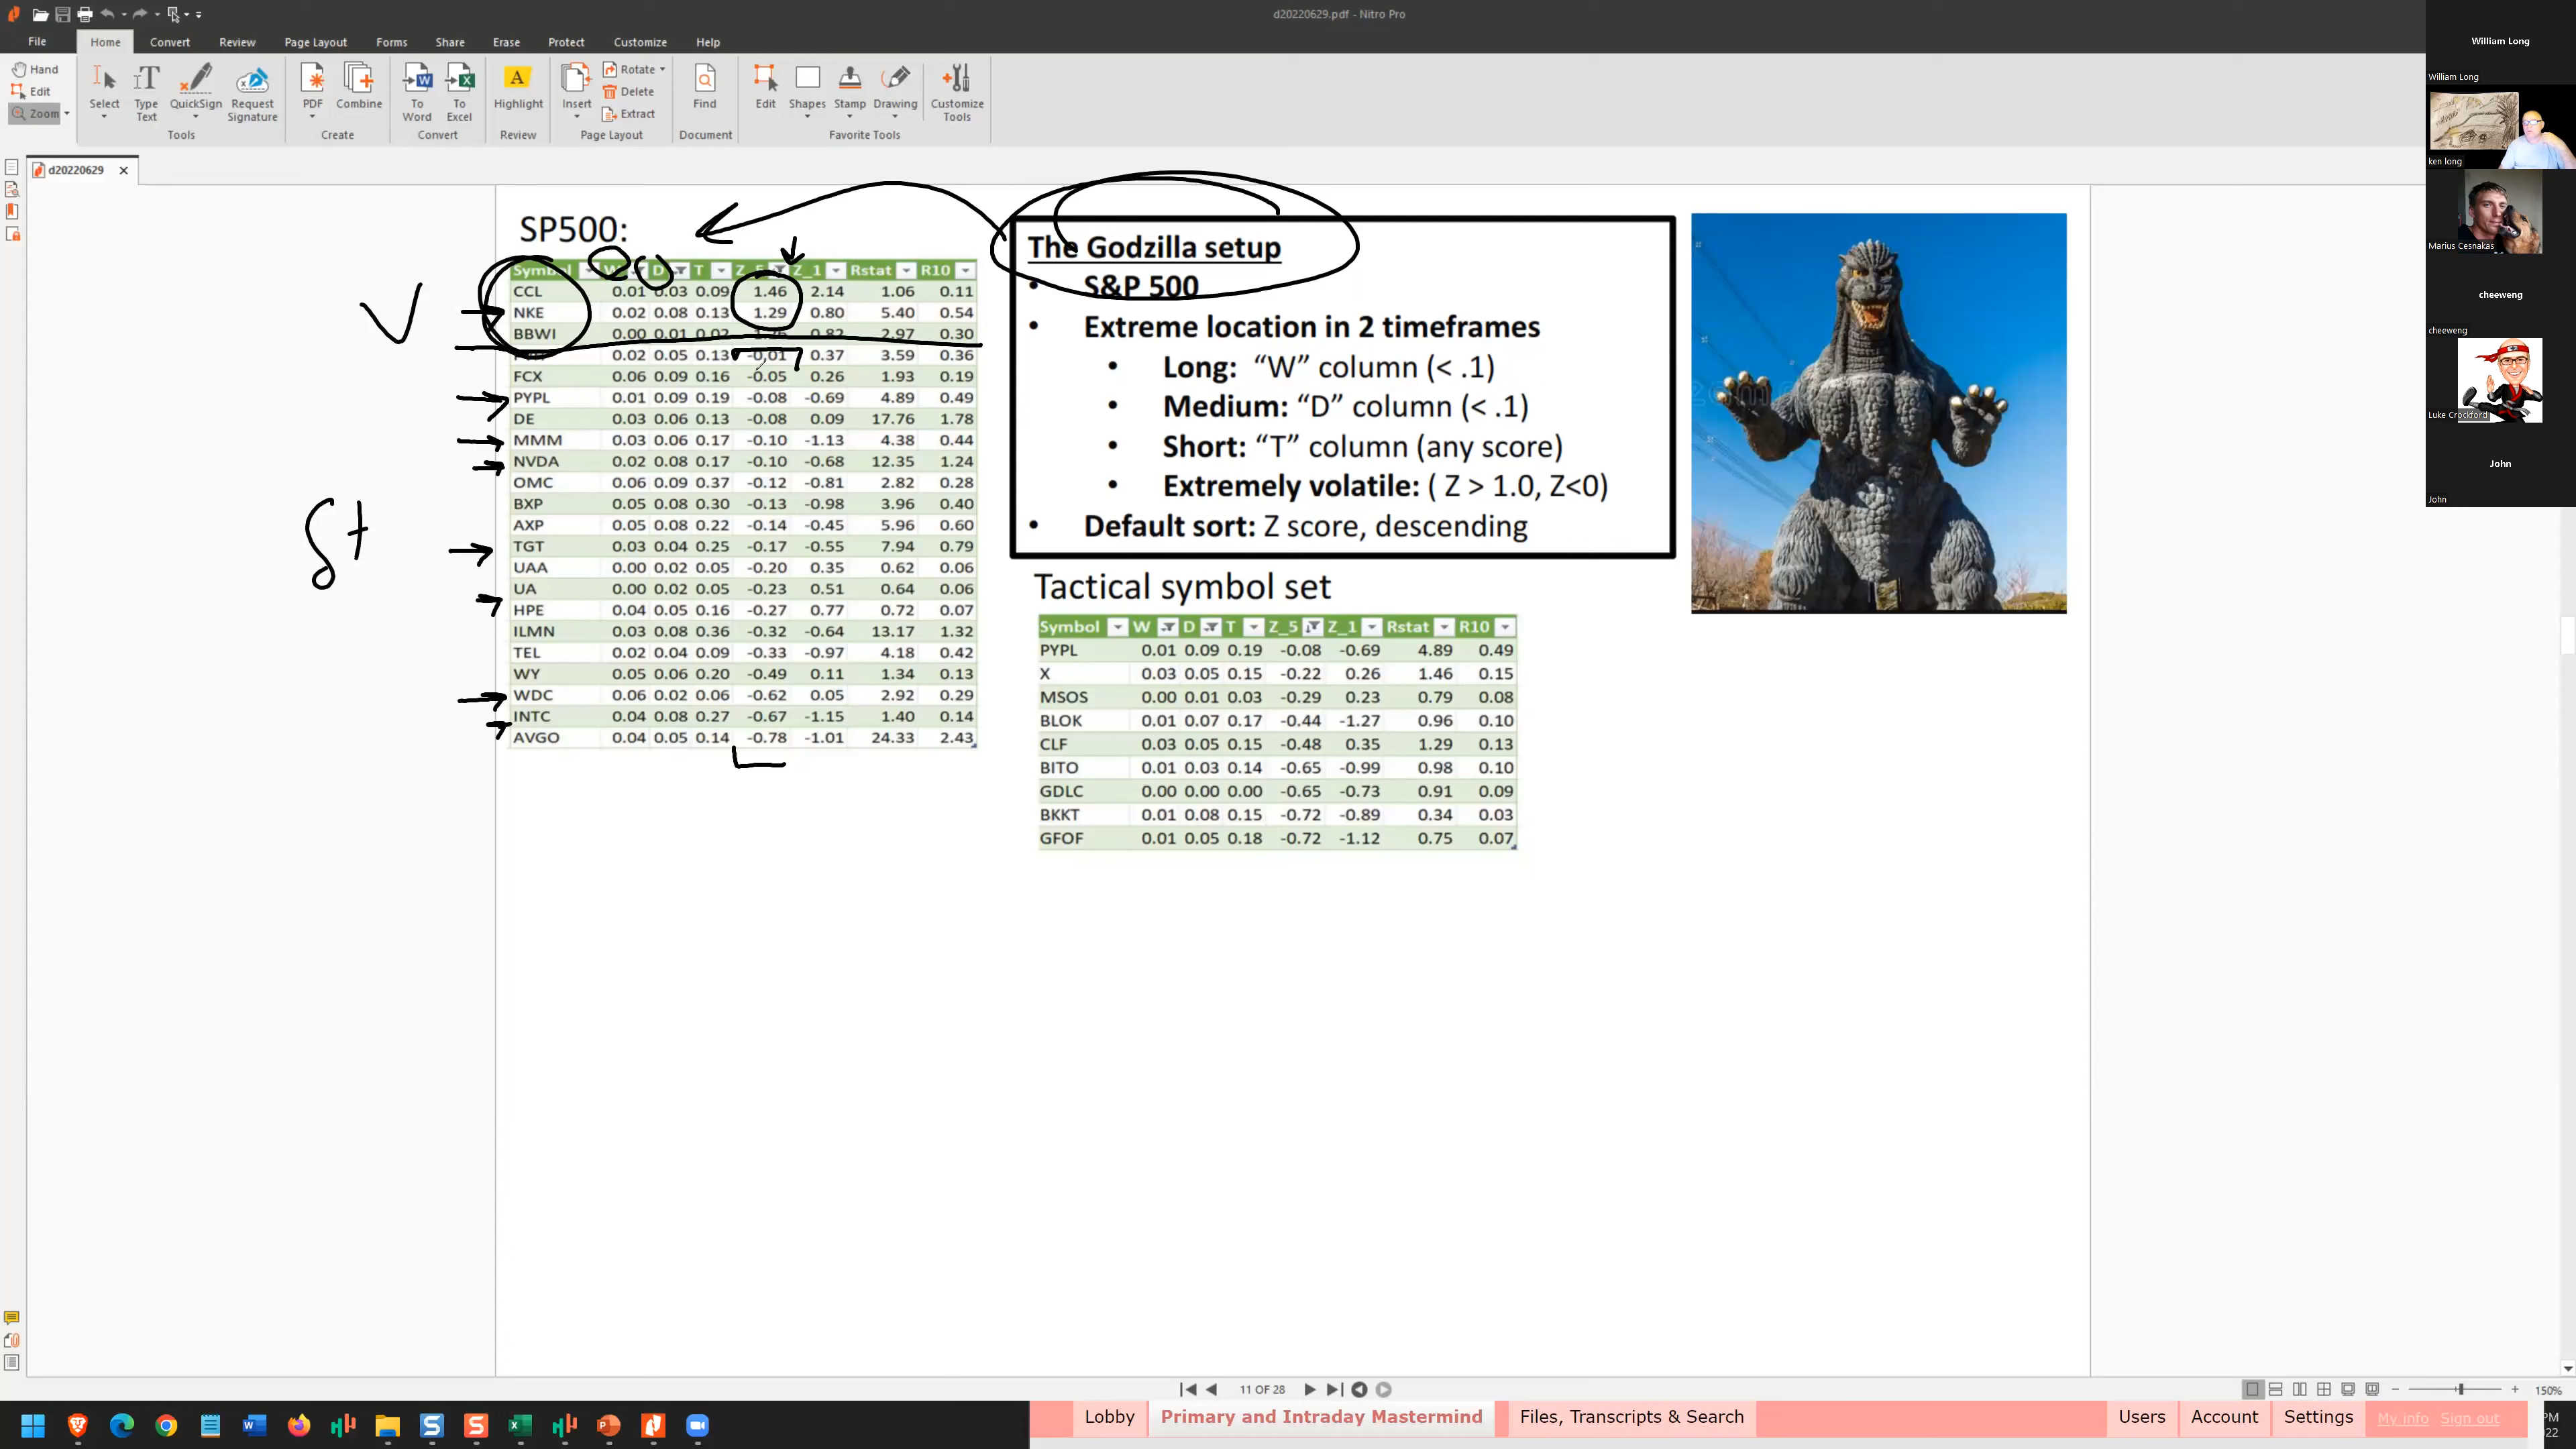 d20220629.pdf - Nitro Pro
File Home Convert Review Page Layout Forms Share Erase Protect Customize Help
Hand
Edit
Zoom
Select
Type Text
QuickSign
Request Signature
Tools
PDF
Combine
Create
To Word
To Excel
Convert
Highlight
Review
Insert
Rotate
Delete
Extract
Page Layout
Find
Document
Edit
Shapes
Stamp
Drawing
Customize Tools
Favorite Tools
d20220629
SP500:
Symbol W D T Z_5 Z_1 Rstat R10
CCL 0.01 0.03 0.09 1.46 2.14 1.06 0.11
NKE 0.02 0.08 0.13 1.29 0.80 5.40 0.54
BBWI 0.00 0.01 0.02 0.82 2.97 0.30
0.02 0.05 0.13 -0.01 0.37 3.59 0.36
FCX 0.06 0.09 0.16 -0.05 0.26 1.93 0.19
PYPL 0.01 0.09 0.19 -0.08 -0.69 4.89 0.49
DE 0.03 0.06 0.13 -0.08 0.09 17.76 1.78
MMM 0.03 0.06 0.17 -0.10 -1.13 4.38 0.44
NVDA 0.02 0.08 0.17 -0.10 -0.68 12.35 1.24
OMC 0.06 0.09 0.37 -0.12 -0.81 2.82 0.28
BXP 0.05 0.08 0.30 -0.13 -0.98 3.96 0.40
AXP 0.05 0.08 0.22 -0.14 -0.45 5.96 0.60
TGT 0.03 0.04 0.25 -0.17 -0.55 7.94 0.79
UAA 0.00 0.02 0.05 -0.20 0.35 0.62 0.06
UA 0.00 0.02 0.05 -0.23 0.51 0.64 0.06
HPE 0.04 0.05 0.16 -0.27 0.77 0.72 0.07
ILMN 0.03 0.08 0.36 -0.32 -0.64 13.17 1.32
TEL 0.02 0.04 0.09 -0.33 -0.97 4.18 0.42
WY 0.05 0.06 0.20 -0.49 0.11 1.34 0.13
WDC 0.06 0.02 0.06 -0.62 0.05 2.92 0.29
INTC 0.04 0.08 0.27 -0.67 -1.15 1.40 0.14
AVGO 0.04 0.05 0.14 -0.78 -1.01 24.33 2.43
V
St
The Godzilla setup
• S&P 500
• Extreme location in 2 timeframes
• Long: “W” column (< .1)
• Medium: “D” column (< .1)
• Short: “T” column (any score)
• Extremely volatile: ( Z > 1.0, Z<0)
• Default sort: Z score, descending
Tactical symbol set
Symbol W D T Z_5 Z_1 Rstat R10
PYPL 0.01 0.09 0.19 -0.08 -0.69 4.89 0.49
X 0.03 0.05 0.15 -0.22 0.26 1.46 0.15
MSOS 0.00 0.01 0.03 -0.29 0.23 0.79 0.08
BLOK 0.01 0.07 0.17 -0.44 -1.27 0.96 0.10
CLF 0.03 0.05 0.15 -0.48 0.35 1.29 0.13
BITO 0.01 0.03 0.14 -0.65 -0.99 0.98 0.10
GDLC 0.00 0.00 0.00 -0.65 -0.73 0.91 0.09
BKKT 0.01 0.08 0.15 -0.72 -0.89 0.34 0.03
GFOF 0.01 0.05 0.18 -0.72 -1.12 0.75 0.07
William Long
William Long
ken long
Marius Cesnakas
cheeweng
cheeweng
Luke Crockford
John
John
11 OF 28
150%
Lobby Primary and Intraday Mastermind Files, Transcripts & Search Users Account Settings My info Sign out
PM
22